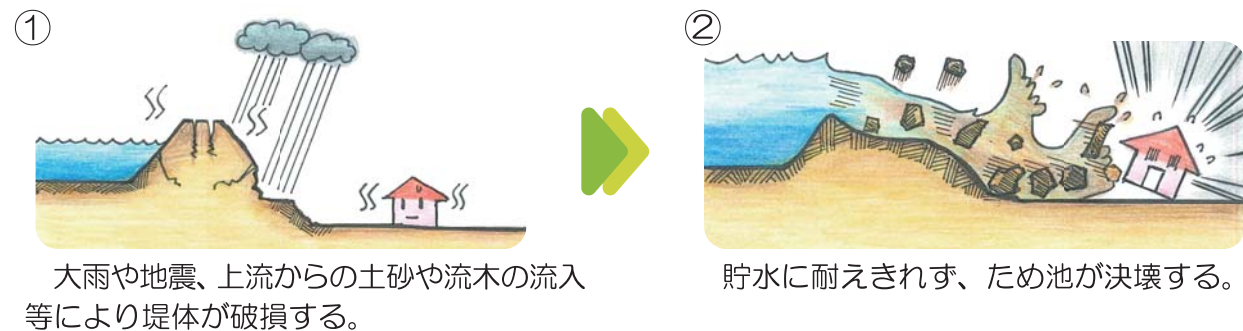 ①
大雨や地震、上流からの土砂や流木の流入
等により堤体が破損する。
②
貯水に耐えきれず、ため池が決壊する。